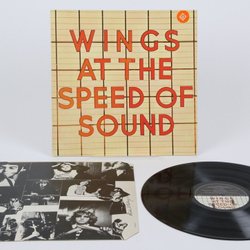 WINGS
AT THE
SPEED OF
SOUND